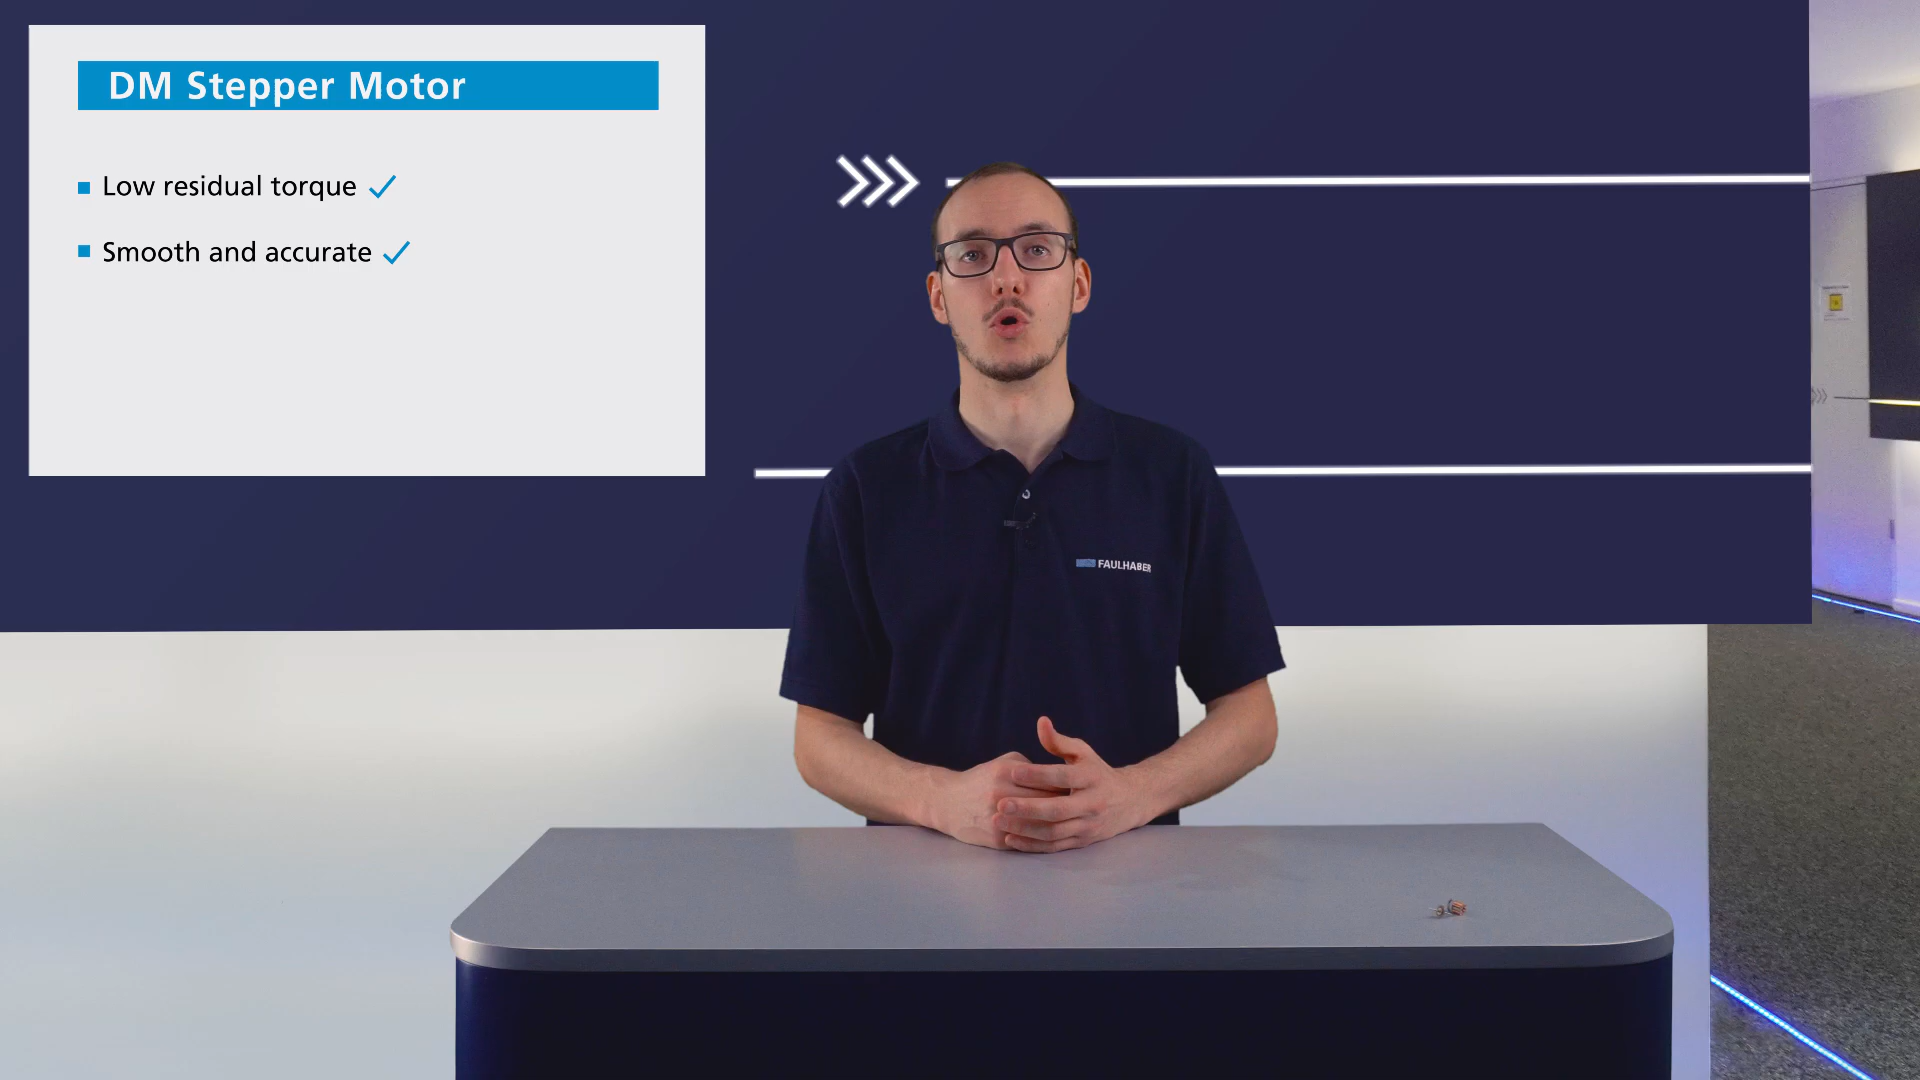 DM Stepper Motor
Low residual torque
Smooth and accurate
FAULHABER